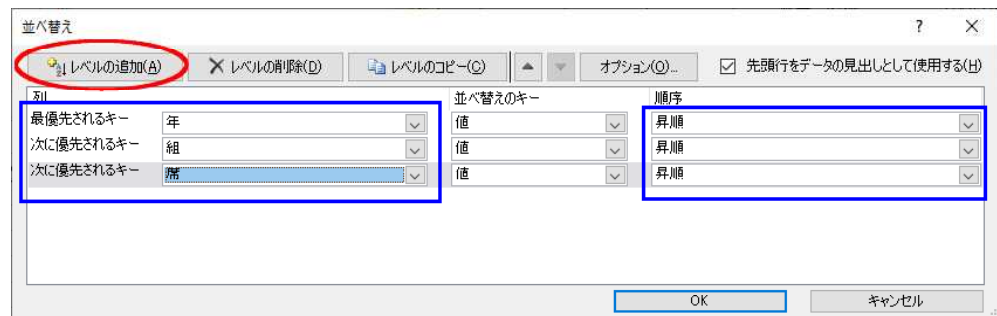 並べ替え ? ×
レベルの追加(A) レベルの削除(D) レベルのコピー(C) オプション(O)... 先頭行をデータの見出しとして使用する(H)
列 並べ替えのキー 順序
最優先されるキー 年 値 昇順
次に優先されるキー 組 値 昇順
次に優先されるキー 席 値 昇順
OK キャンセル